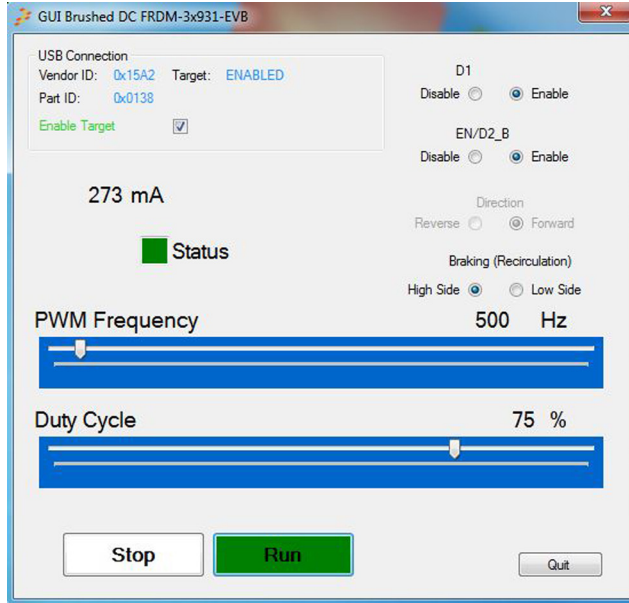 GUI Brushed DC FRDM-3x931-EVB
USB Connection
Vendor ID: 0x15A2 Target: ENABLED
Part ID: 0x0138
Enable Target
D1
Disable Enable
EN/D2_B
Disable Enable
273 mA
Direction
Reverse Forward
Status
Braking (Recirculation)
High Side Low Side
PWM Frequency 500 Hz
Duty Cycle 75 %
Stop Run Quit